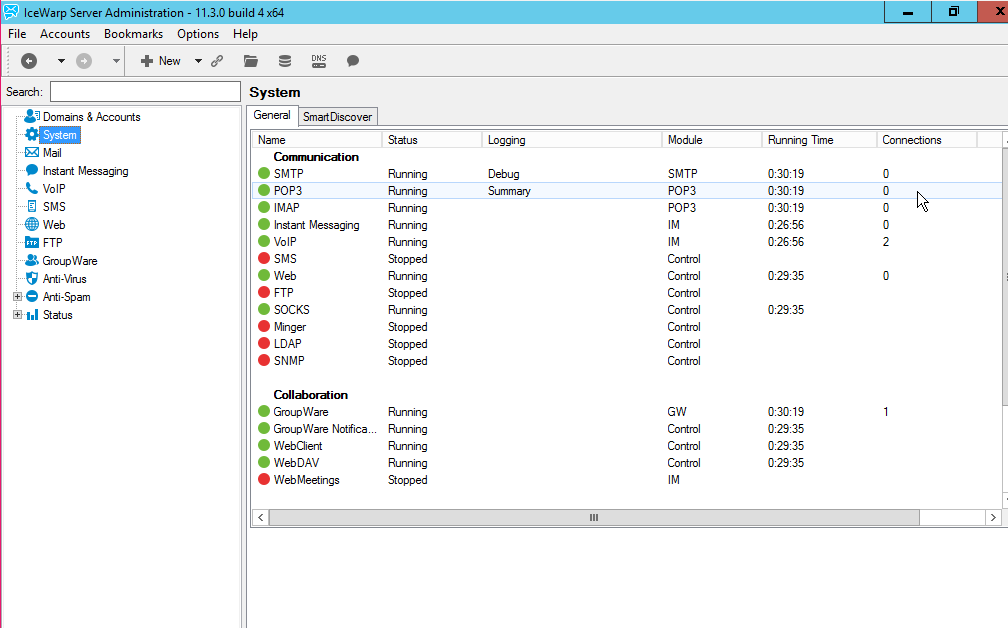 IceWarp Server Administration - 11.3.0 build 4 x64
File Accounts Bookmarks Options Help
New DNS
Search:
Domains & Accounts
System
Mail
Instant Messaging
VoIP
SMS
Web
FTP FTP
GroupWare
Anti-Virus
Anti-Spam
Status
System
General SmartDiscover
Name Status Logging Module Running Time Connections
Communication
SMTP Running Debug SMTP 0:30:19 0
POP3 Running Summary POP3 0:30:19 0
IMAP Running POP3 0:30:19 0
Instant Messaging Running IM 0:26:56 0
VoIP Running IM 0:26:56 2
SMS Stopped Control
Web Running Control 0:29:35 0
FTP Stopped Control
SOCKS Running Control 0:29:35
Minger Stopped Control
LDAP Stopped Control
SNMP Stopped Control
Collaboration
GroupWare Running GW 0:30:19 1
GroupWare Notifica... Running Control 0:29:35
WebClient Running Control 0:29:35
WebDAV Running Control 0:29:35
WebMeetings Stopped IM